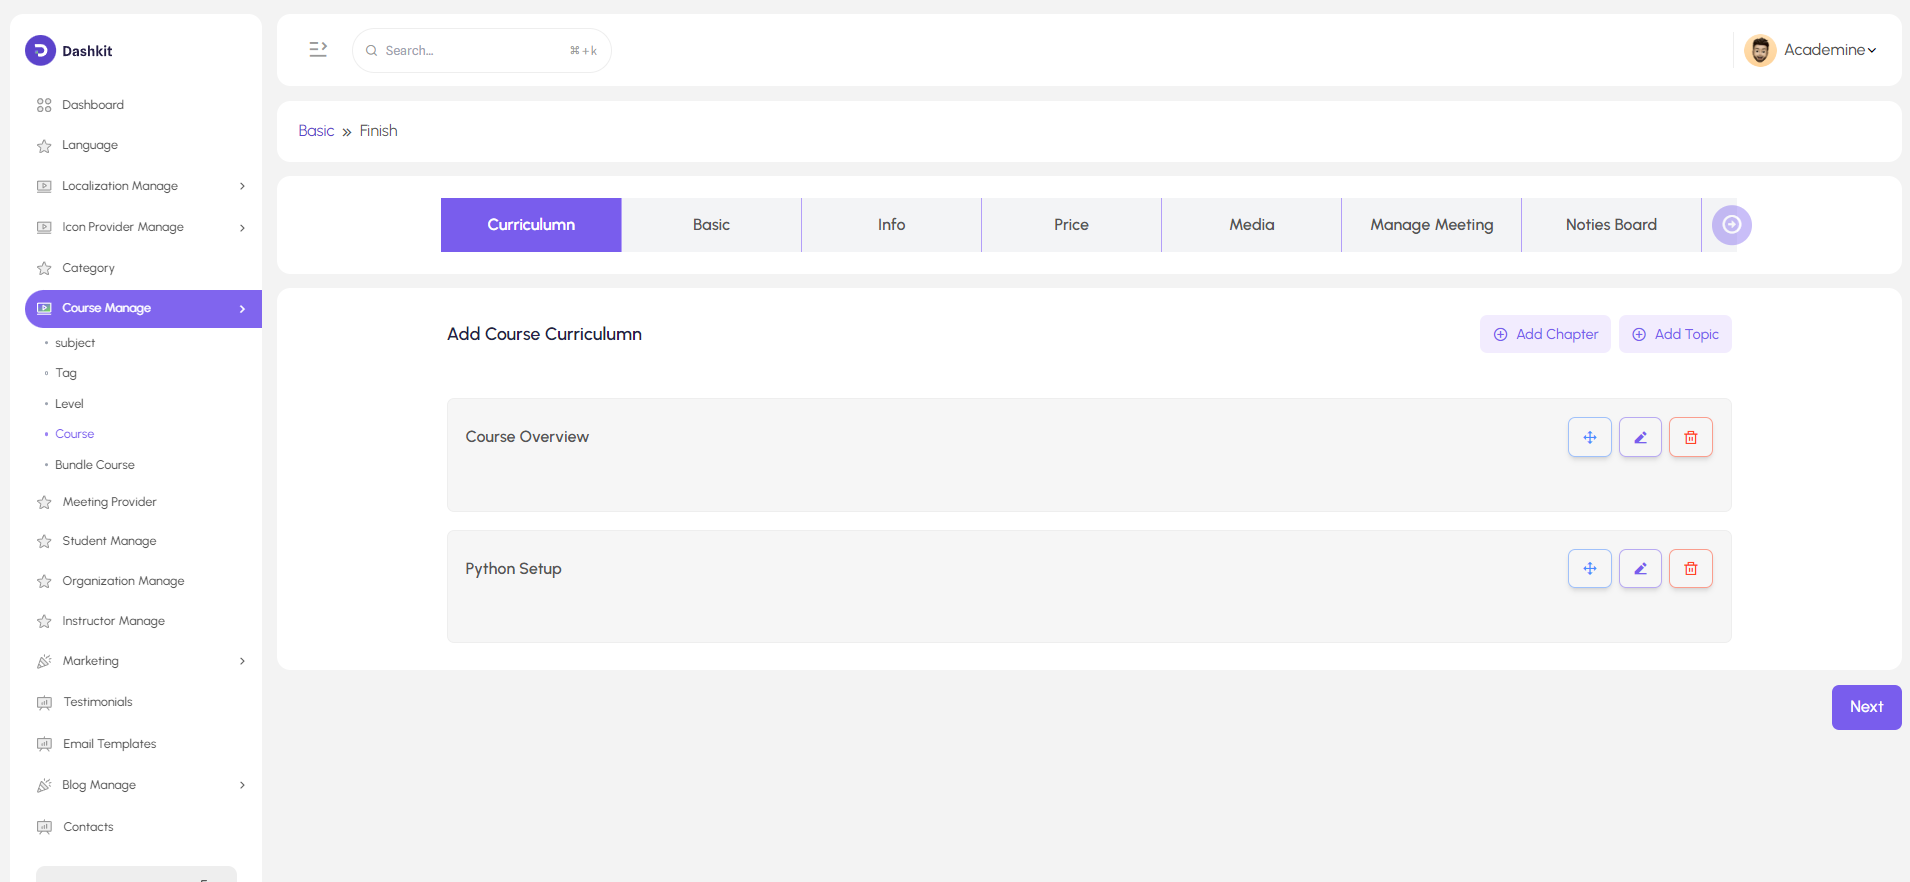 Dashkit
Search...
⌘ + k
Academine
Dashboard
Language
Localization Manage
Icon Provider Manage
Category
Course Manage
subject
Tag
Level
Course
Bundle Course
Meeting Provider
Student Manage
Organization Manage
Instructor Manage
Marketing
Testimonials
Email Templates
Blog Manage
Contacts
Basic » Finish
Curriculumn
Basic
Info
Price
Media
Manage Meeting
Noties Board
Add Course Curriculumn
Add Chapter
Add Topic
Course Overview
Python Setup
Next